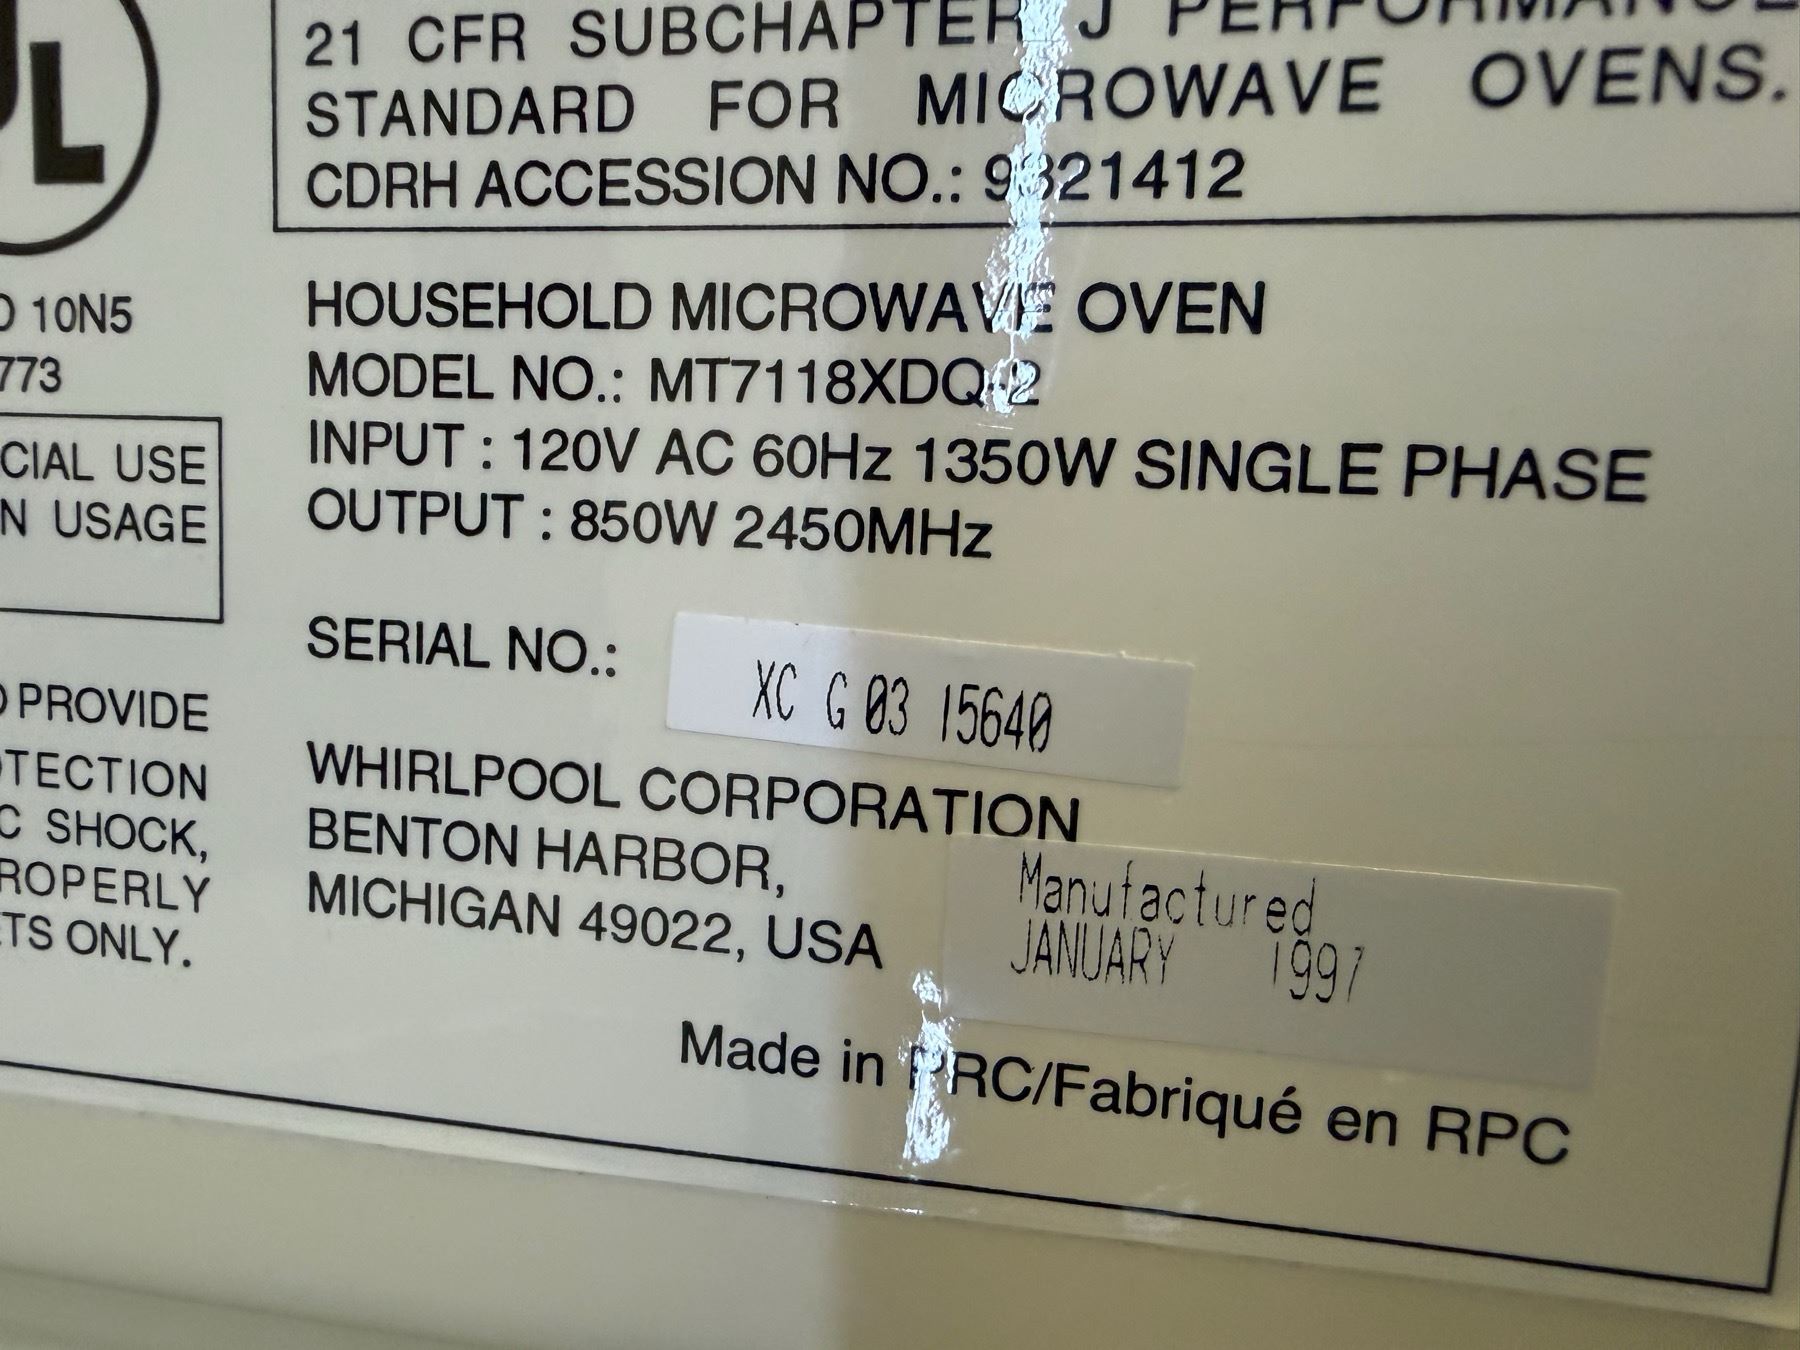 UL
21 CFR SUBCHAPTER J PERFORMANCE
STANDARD FOR MICROWAVE OVENS.
CDRH ACCESSION NO.: 9821412
10N5
773
HOUSEHOLD MICROWAVE OVEN
MODEL NO.: MT7118XDQ-2
INPUT : 120V AC 60Hz 1350W SINGLE PHASE
OUTPUT : 850W 2450MHz
CIAL USE
N USAGE
SERIAL NO.: XC G 03 15640
PROVIDE
TECTION
C SHOCK,
ROPERLY
TS ONLY.
WHIRLPOOL CORPORATION
BENTON HARBOR,
MICHIGAN 49022, USA
Manufactured
JANUARY 1997
Made in PRC/Fabriqué en RPC